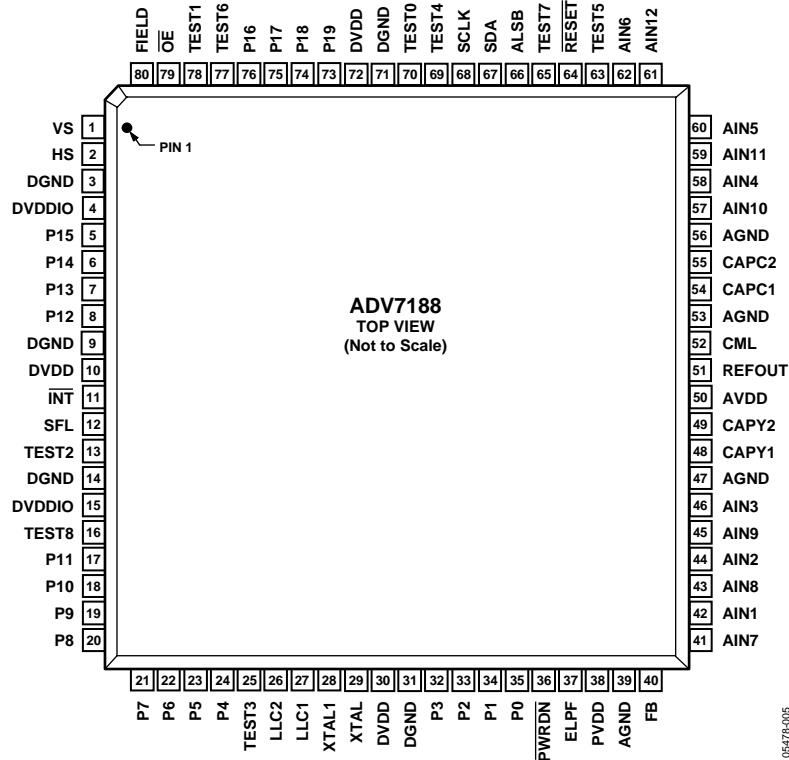 80 FIELD
79 OE
78 TEST1
77 TEST6
76 P16
75 P17
74 P18
73 P19
72 DVDD
71 DGND
70 TEST0
69 TEST4
68 SCLK
67 SDA
66 ALSB
65 TEST7
64 RESET
63 TEST5
62 AIN6
61 AIN12
VS 1
HS 2
DGND 3
DVDDIO 4
P15 5
P14 6
P13 7
P12 8
DGND 9
DVDD 10
INT 11
SFL 12
TEST2 13
DGND 14
DVDDIO 15
TEST8 16
P11 17
P10 18
P9 19
P8 20
PIN 1
ADV7188
TOP VIEW
(Not to Scale)
60 AIN5
59 AIN11
58 AIN4
57 AIN10
56 AGND
55 CAPC2
54 CAPC1
53 AGND
52 CML
51 REFOUT
50 AVDD
49 CAPY2
48 CAPY1
47 AGND
46 AIN3
45 AIN9
44 AIN2
43 AIN8
42 AIN1
41 AIN7
21 P7
22 P6
23 P5
24 P4
25 TEST3
26 LLC2
27 LLC1
28 XTAL1
29 XTAL
30 DVDD
31 DGND
32 P3
33 P2
34 P1
35 P0
36 PWRDN
37 ELPF
38 PVDD
39 AGND
40 FB
05478-005